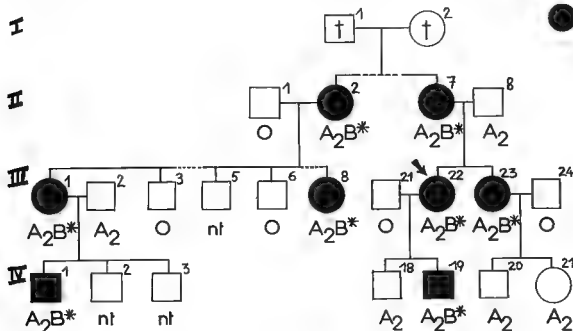 I † 1 † 2
II 1 2 7 8
O A₂B* A₂B* A₂
III 1 2 3 5 6 8 21 22 23 24
A₂B* A₂ O nt O A₂B* O A₂B* A₂B* O
IV 1 2 3 18 19 20 21
A₂B* nt nt A₂ A₂B* A₂ A₂